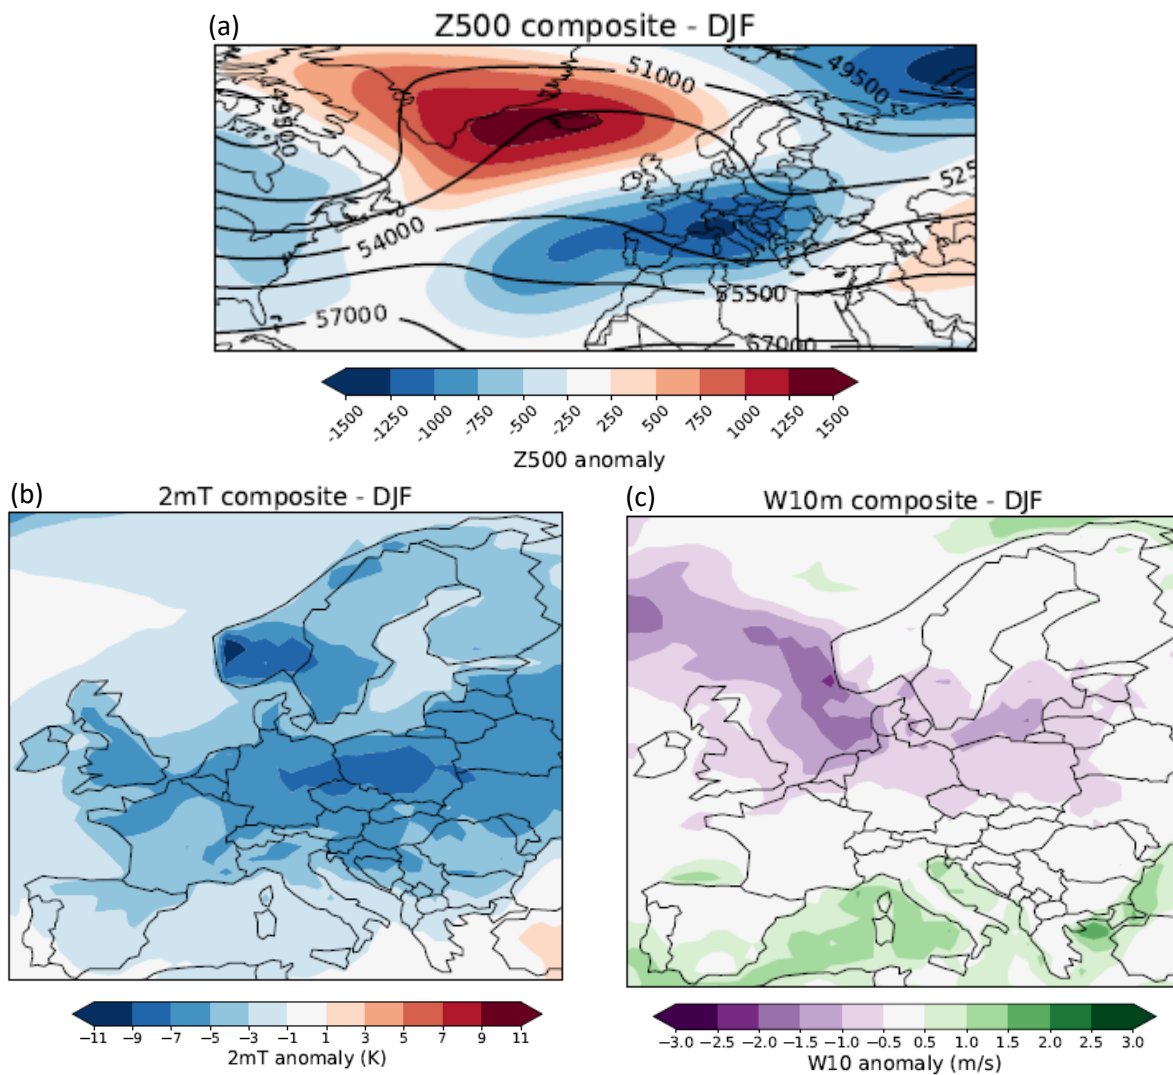 (a)
Z500 composite - DJF
51000
49500
49500
525
54000
55500
57000
57000
-1500
-1250
-1000
-750
-500
-250
250
500
750
1000
1250
1500
Z500 anomaly
(b)
2mT composite - DJF
(c)
W10m composite - DJF
−11 −9 −7 −5 −3 −1 1 3 5 7 9 11
2mT anomaly (K)
−3.0 −2.5 −2.0 −1.5 −1.0 −0.5 0.5 1.0 1.5 2.0 2.5 3.0
W10 anomaly (m/s)